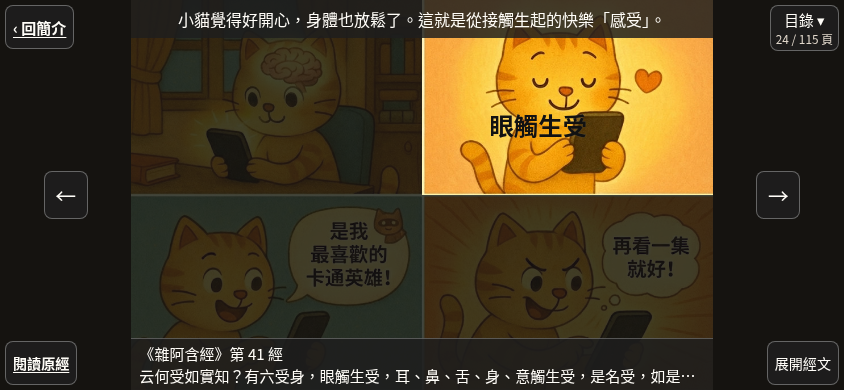 ‹ 回簡介
小貓覺得好開心，身體也放鬆了。這就是從接觸生起的快樂「感受」。
目錄 ▾
24 / 115 頁
眼觸生受
←
→
是我
最喜歡的
卡通英雄！
再看一集
就好！
閱讀原經
《雜阿含經》第 41 經
云何受如實知？有六受身，眼觸生受，耳、鼻、舌、身、意觸生受，是名受，如是…
展開經文